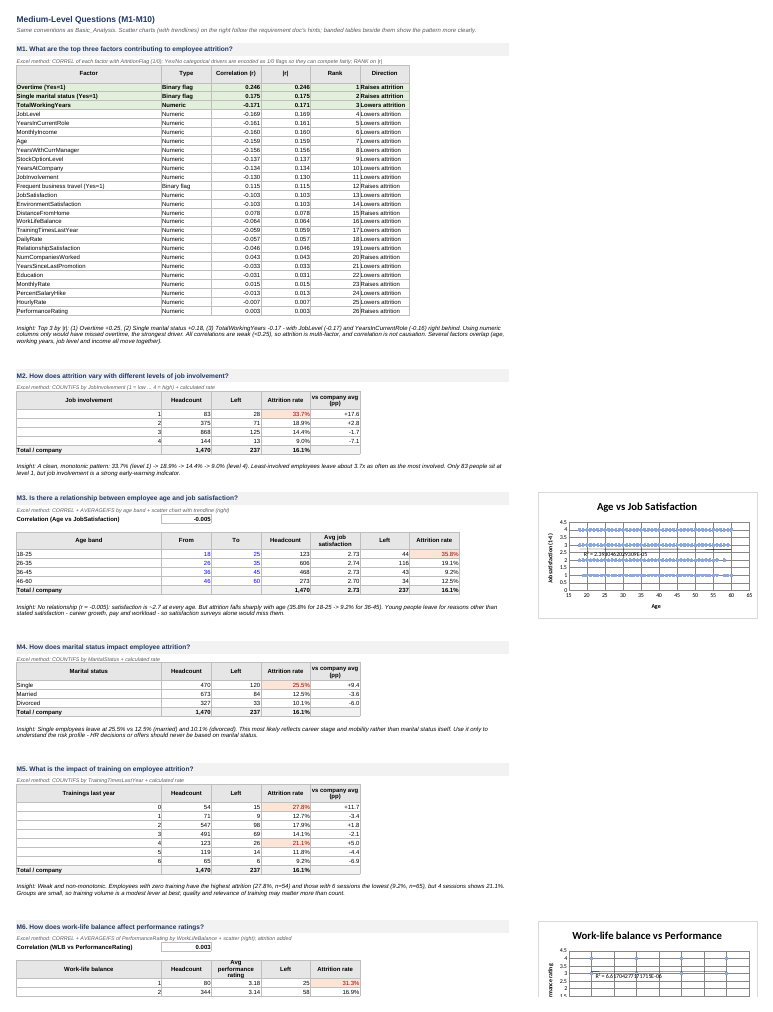 Medium-Level Questions (M1-M10)
Same conventions as Basic_Analysis. Scatter charts (with trendlines) on the right follow the requirement doc's hints; banded tables beside them show the pattern more clearly.
M1. What are the top three factors contributing to employee attrition?
Excel method: CORREL of each factor with AttritionFlag (1/0); Yes/No categorical drivers are encoded as 1/0 flags so they can compete fairly; RANK on |r|
Factor Type Correlation (r) |r| Rank Direction
Overtime (Yes=1) Binary flag 0.246 0.246 1 Raises attrition
Single marital status (Yes=1) Binary flag 0.175 0.175 2 Raises attrition
TotalWorkingYears Numeric -0.171 0.171 3 Lowers attrition
JobLevel Numeric -0.169 0.169 4 Lowers attrition
YearsInCurrentRole Numeric -0.161 0.161 5 Lowers attrition
MonthlyIncome Numeric -0.160 0.160 6 Lowers attrition
Age Numeric -0.159 0.159 7 Lowers attrition
YearsWithCurrManager Numeric -0.156 0.156 8 Lowers attrition
StockOptionLevel Numeric -0.137 0.137 9 Lowers attrition
YearsAtCompany Numeric -0.134 0.134 10 Lowers attrition
JobInvolvement Numeric -0.130 0.130 11 Lowers attrition
Frequent business travel (Yes=1) Binary flag 0.115 0.115 12 Raises attrition
JobSatisfaction Numeric -0.103 0.103 13 Lowers attrition
EnvironmentSatisfaction Numeric -0.103 0.103 14 Lowers attrition
DistanceFromHome Numeric 0.078 0.078 15 Raises attrition
WorkLifeBalance Numeric -0.064 0.064 16 Lowers attrition
TrainingTimesLastYear Numeric -0.059 0.059 17 Lowers attrition
DailyRate Numeric -0.057 0.057 18 Lowers attrition
RelationshipSatisfaction Numeric -0.046 0.046 19 Lowers attrition
NumCompaniesWorked Numeric 0.043 0.043 20 Raises attrition
YearsSinceLastPromotion Numeric -0.033 0.033 21 Lowers attrition
Education Numeric -0.031 0.031 22 Lowers attrition
MonthlyRate Numeric 0.015 0.015 23 Raises attrition
PercentSalaryHike Numeric -0.013 0.013 24 Lowers attrition
HourlyRate Numeric -0.007 0.007 25 Lowers attrition
PerformanceRating Numeric 0.003 0.003 26 Raises attrition
Insight: Top 3 by |r|: (1) Overtime +0.25, (2) Single marital status +0.18, (3) TotalWorkingYears -0.17 - with JobLevel (-0.17) and YearsInCurrentRole (-0.16) right behind. Using numeric
columns only would have missed overtime, the strongest driver. All correlations are weak (<0.25), so attrition is multi-factor, and correlation is not causation. Several factors overlap (age,
working years, job level and income all move together).
M2. How does attrition vary with different levels of job involvement?
Excel method: COUNTIFS by JobInvolvement (1 = low ... 4 = high) + calculated rate
Job involvement Headcount Left Attrition rate vs company avg (pp)
1 83 28 33.7% +17.6
2 375 71 18.9% +2.8
3 868 125 14.4% -1.7
4 144 13 9.0% -7.1
Total / company 1,470 237 16.1%
Insight: A clean, monotonic pattern: 33.7% (level 1) -> 18.9% -> 14.4% -> 9.0% (level 4). Least-involved employees leave about 3.7x as often as the most involved. Only 83 people sit at
level 1, but job involvement is a strong early-warning indicator.
M3. Is there a relationship between employee age and job satisfaction?
Excel method: CORREL + AVERAGE/FS by age band + scatter chart with trendline (right)
Correlation (Age vs JobSatisfaction) -0.005
Age band From To Headcount Avg job satisfaction Left Attrition rate
18-25 18 25 123 2.73 44 35.8%
26-35 26 35 606 2.74 116 19.1%
36-45 36 45 468 2.73 43 9.2%
46-60 46 60 273 2.70 34 12.5%
Total / company 1,470 2.73 237 16.1%
Insight: No relationship (r = -0.005): satisfaction is ~2.7 at every age. But attrition falls sharply with age (35.8% for 18-25 -> 9.2% for 36-45). Young people leave for reasons other than
stated satisfaction - career growth, pay and workload - so satisfaction surveys alone would miss them.
Age vs Job Satisfaction
Job satisfaction (1-4)
4.5
4
3.5
3
2.5
2
1.5
1
0.5
0
15 20 25 30 35 40 45 50 55 60 65
Age
M4. How does marital status impact employee attrition?
Excel method: COUNTIFS by MaritalStatus + calculated rate
Marital status Headcount Left Attrition rate vs company avg (pp)
Single 470 120 25.5% +9.4
Married 673 84 12.5% -3.6
Divorced 327 33 10.1% -6.0
Total / company 1,470 237 16.1%
Insight: Single employees leave at 25.5% vs 12.5% (married) and 10.1% (divorced). This most likely reflects career stage and mobility rather than marital status itself. Use it only to
understand the risk profile - HR decisions or offers should never be based on marital status.
M5. What is the impact of training on employee attrition?
Excel method: COUNTIFS by TrainingTimesLastYear + calculated rate
Trainings last year Headcount Left Attrition rate vs company avg (pp)
0 54 15 27.8% +11.7
1 71 9 12.7% -3.4
2 547 98 17.9% +1.8
3 491 69 14.1% -2.1
4 123 26 21.1% +5.0
5 119 14 11.8% -4.4
6 65 6 9.2% -6.9
Total / company 1,470 237 16.1%
Insight: Weak and non-monotonic. Employees with zero training have the highest attrition (27.8%, n=54) and those with 6 sessions the lowest (9.2%, n=65), but 4 sessions shows 21.1%.
Groups are small, so training volume is a modest lever at best; quality and relevance of training may matter more than count.
M6. How does work-life balance affect performance ratings?
Excel method: CORREL + AVERAGE/FS of PerformanceRating by WorkLifeBalance + scatter (right); attrition added
Correlation (WLB vs PerformanceRating) 0.003
Work-life balance Headcount Avg performance rating Left Attrition rate
1 80 3.18 25 31.3%
2 344 3.14 58 16.9%
Work-life balance vs Performance
4.5
4
3.5
3
2.5
2
1.5